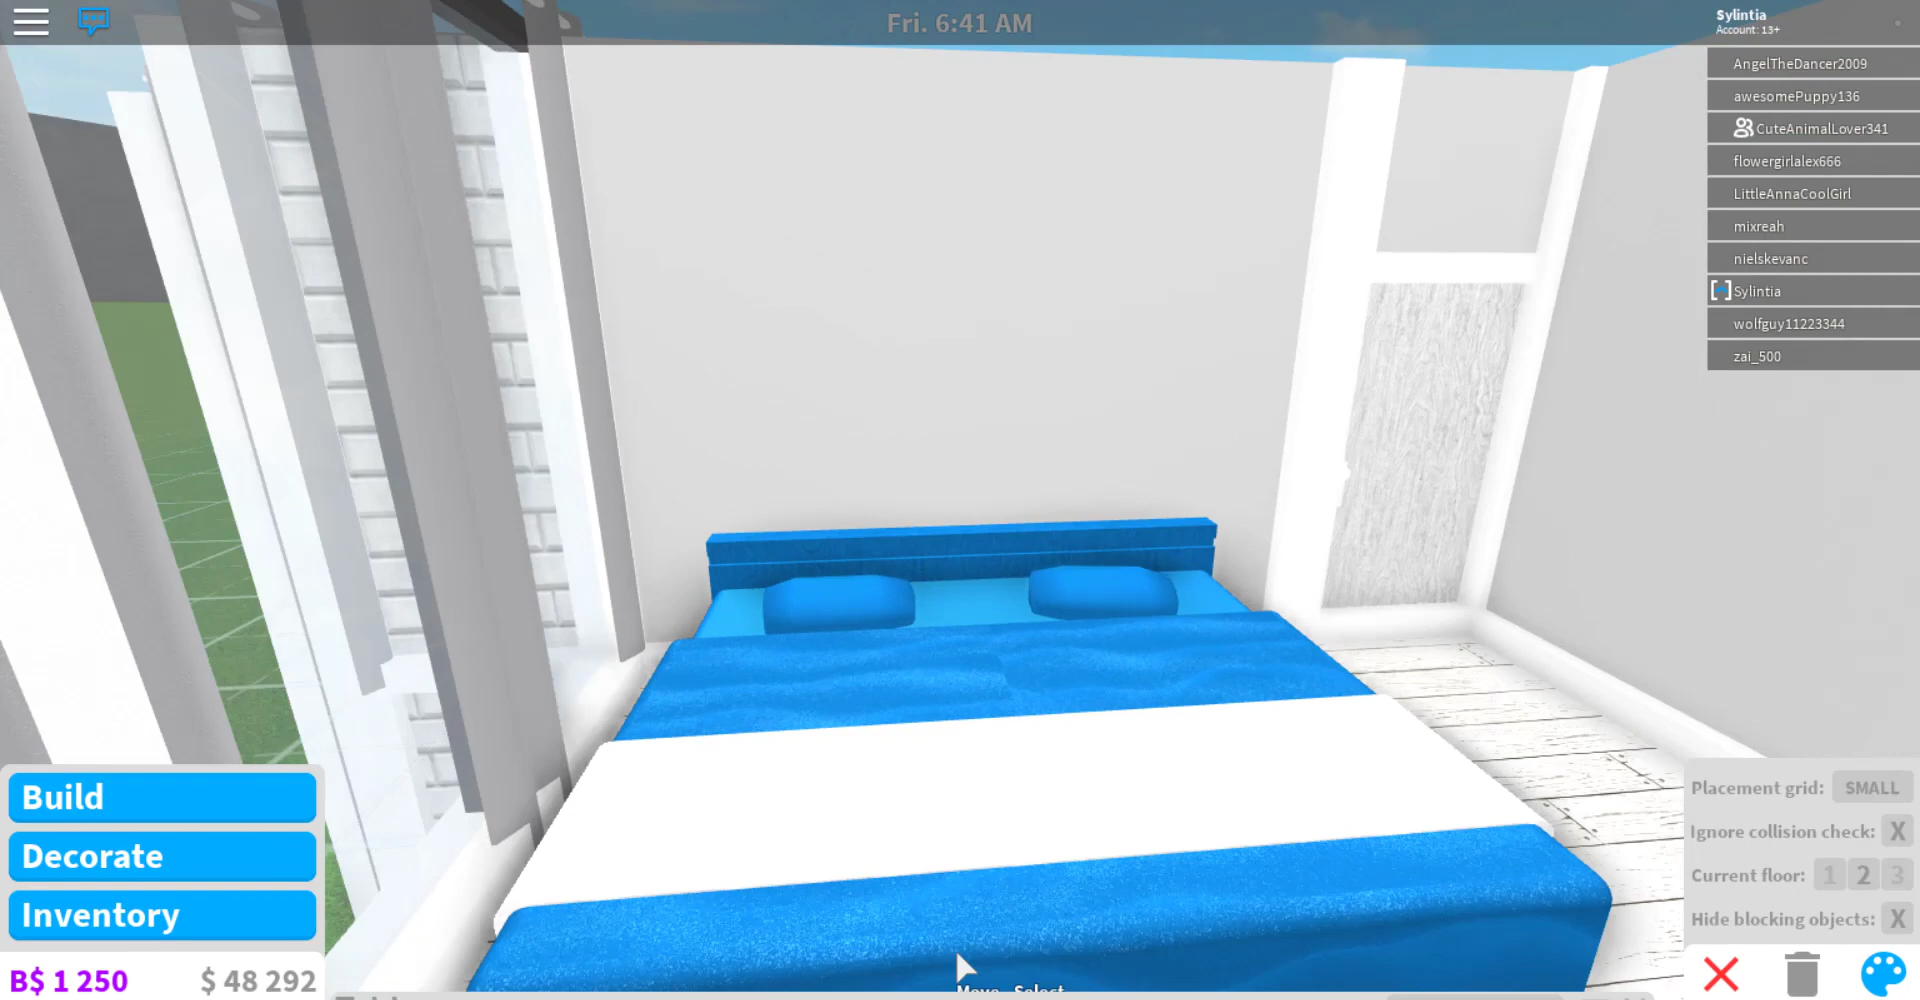 Fri. 6:41 AM
Sylintia
Account: 13+
AngelTheDancer2009
awesomePuppy136
CuteAnimalLover341
flowergirlalex666
LittleAnnaCoolGirl
mixreah
nielskevanc
Sylintia
wolfguy11223344
zai_500
Build
Decorate
Inventory
B$ 1 250
$ 48 292
Placement grid: SMALL
Ignore collision check: X
Current floor: 1 2 3
Hide blocking objects: X
Move Select